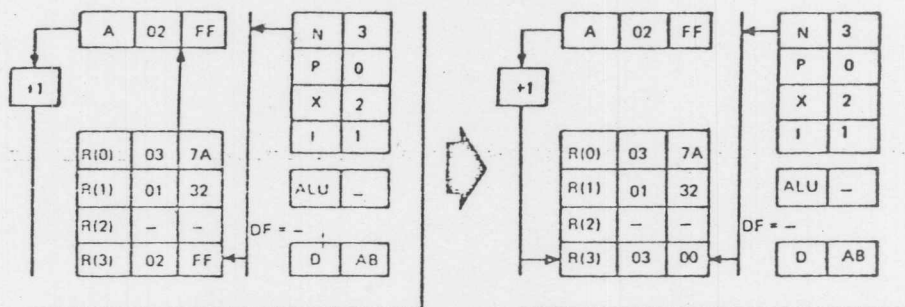 A 02 FF
+1
N 3
P 0
X 2
I 1
R(0) 03 7A
R(1) 01 32
R(2) – –
R(3) 02 FF
ALU –
DF = –
D AB
A 02 FF
+1
N 3
P 0
X 2
I 1
R(0) 03 7A
R(1) 01 32
R(2) – –
R(3) 03 00
ALU –
DF = –
D AB